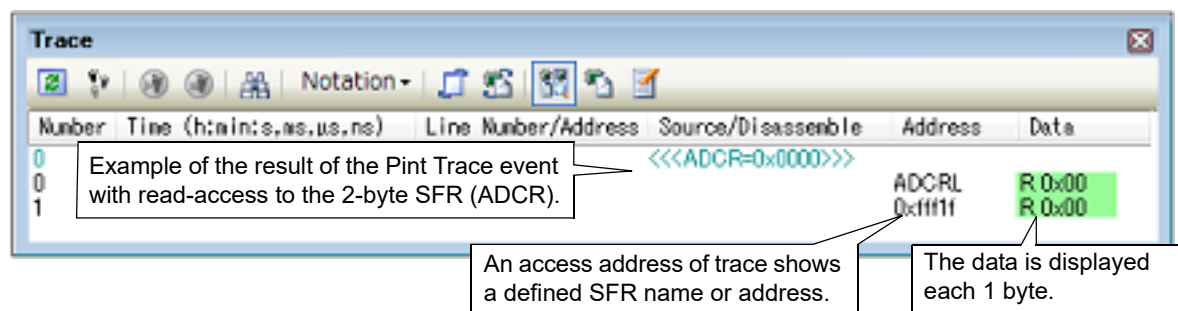 Trace
Notation
Number Time (h:min:s,ms,µs,ns) Line Number/Address Source/Disassemble Address Data
0 <<<ADCR=0x0000>>>
0 ADCRL R 0x00
1 0xfff1f R 0x00
Example of the result of the Pint Trace event
with read-access to the 2-byte SFR (ADCR).
An access address of trace shows
a defined SFR name or address.
The data is displayed
each 1 byte.